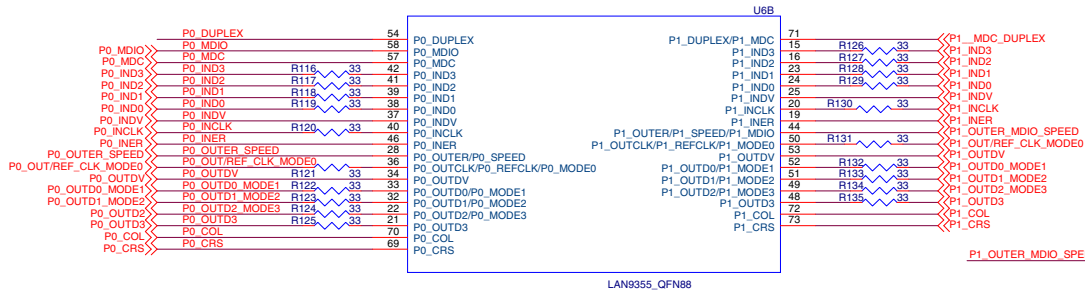 U6B
P0_DUPLEX 54 P0_DUPLEX P1_DUPLEX/P1_MDC 71 P1__MDC_DUPLEX
P0_MDIO P0_MDIO 58 P0_MDIO P1_IND3 15 R126 33 P1_IND3
P0_MDC P0_MDC 57 P0_MDC P1_IND2 16 R127 33 P1_IND2
P0_IND3 P0_IND3 R116 33 42 P0_IND3 P1_IND1 23 R128 33 P1_IND1
P0_IND2 P0_IND2 R117 33 41 P0_IND2 P1_IND0 24 R129 33 P1_IND0
P0_IND1 P0_IND1 R118 33 39 P0_IND1 P1_INDV 25 P1_INDV
P0_IND0 P0_IND0 R119 33 38 P0_IND0 P1_INCLK 20 R130 33 P1_INCLK
P0_INDV P0_INDV 37 P0_INDV P1_INER 19 P1_INER
P0_INCLK P0_INCLK R120 33 40 P0_INCLK P1_OUTER/P1_SPEED/P1_MDIO 44 P1_OUTER_MDIO_SPEED
P0_INER P0_INER 46 P0_INER P1_OUTCLK/P1_REFCLK/P1_MODE0 50 R131 33 P1_OUT/REF_CLK_MODE0
P0_OUTER_SPEED P0_OUTER_SPEED 28 P0_OUTER/P0_SPEED P1_OUTDV 53 P1_OUTDV
P0_OUT/REF_CLK_MODE0 P0_OUT/REF_CLK_MODE0 36 P0_OUTCLK/P0_REFCLK/P0_MODE0 P1_OUTD0/P1_MODE1 52 R132 33 P1_OUTD0_MODE1
P0_OUTDV P0_OUTDV R121 33 34 P0_OUTDV P1_OUTD1/P1_MODE2 51 R133 33 P1_OUTD1_MODE2
P0_OUTD0_MODE1 P0_OUTD0_MODE1 R122 33 33 P0_OUTD0/P0_MODE1 P1_OUTD2/P1_MODE3 49 R134 33 P1_OUTD2_MODE3
P0_OUTD1_MODE2 P0_OUTD1_MODE2 R123 33 32 P0_OUTD1/P0_MODE2 P1_OUTD3 48 R135 33 P1_OUTD3
P0_OUTD2 P0_OUTD2_MODE3 R124 33 22 P0_OUTD2/P0_MODE3 P1_COL 72 P1_COL
P0_OUTD3 P0_OUTD3 R125 33 21 P0_OUTD3 P1_CRS 73 P1_CRS
P0_COL P0_COL 70 P0_COL
P0_CRS P0_CRS 69 P0_CRS
P1_OUTER_MDIO_SPE
LAN9355_QFN88